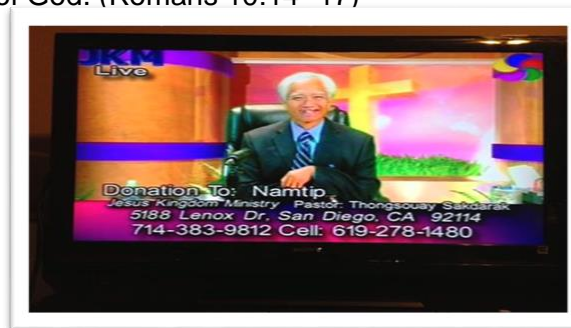 of God. (Romans 10:14- 17)
JKM
Live
Donation To: Namtip
Jesus Kingdom Ministry Pastor: Thongsouay Sakdarak
5188 Lenox Dr, San Diego, CA 92114
714-383-9812 Cell: 619-278-1480